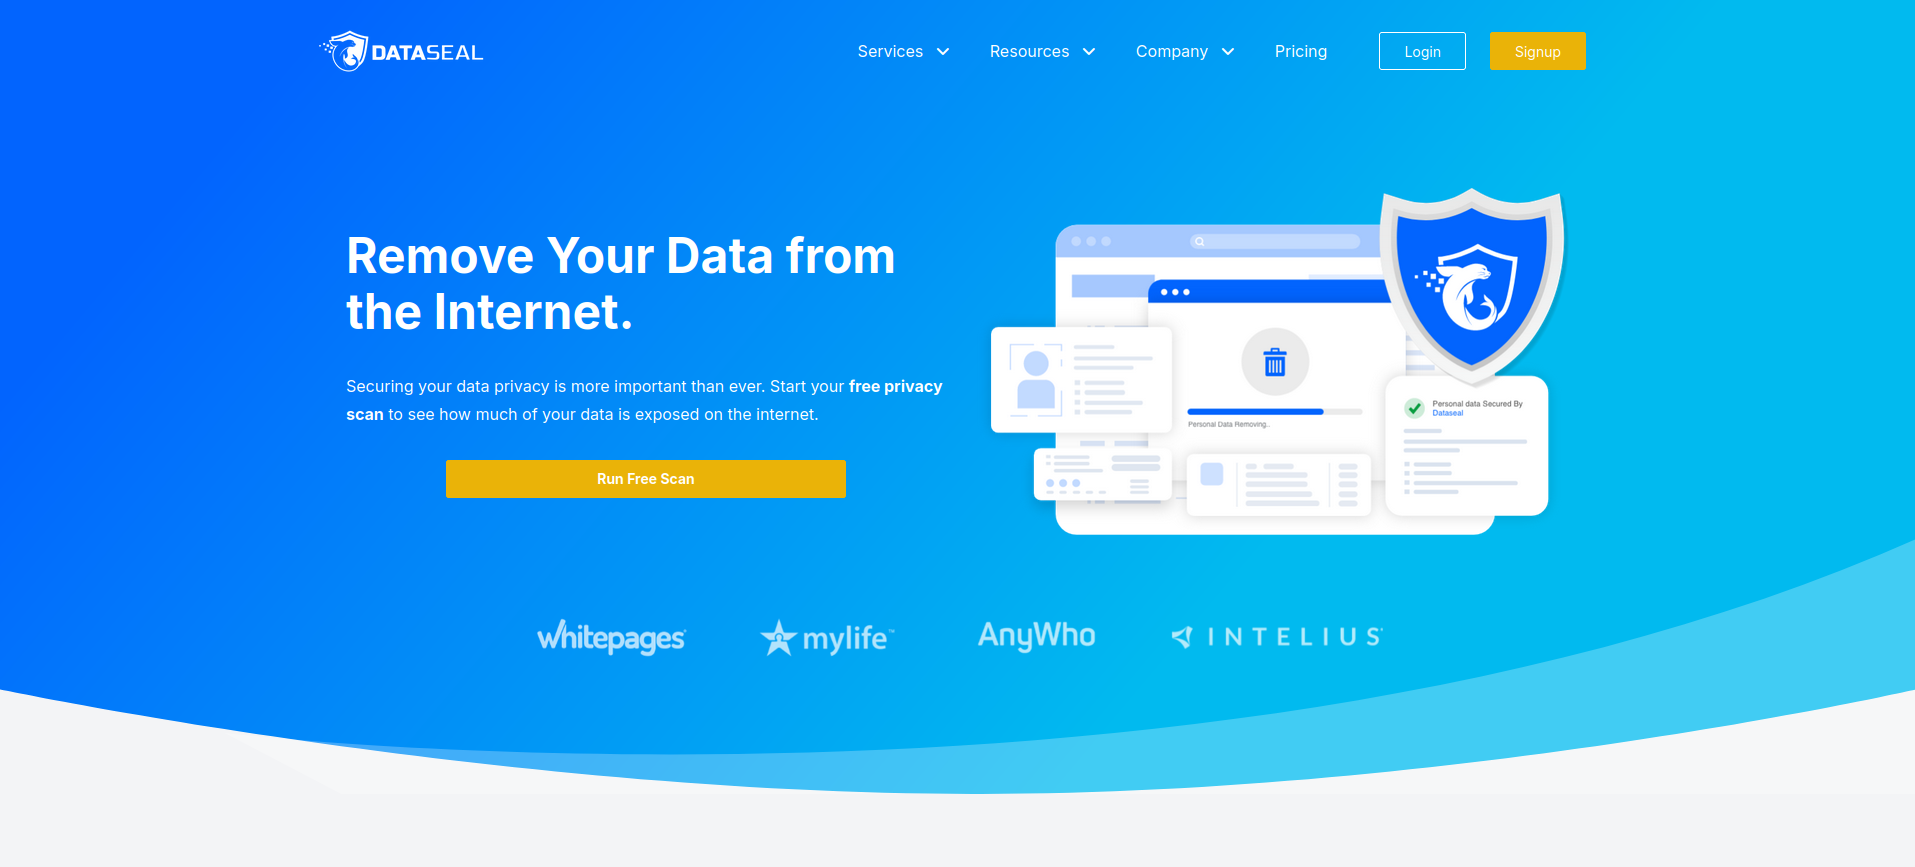 DATASEAL
Services
Resources
Company
Pricing
Login
Signup
Remove Your Data from
the Internet.
Securing your data privacy is more important than ever. Start your free privacy
scan to see how much of your data is exposed on the internet.
Run Free Scan
Personal Data Removing..
Personal data Secured By
Dataseal
whitepages
mylife™
AnyWho
INTELIUS